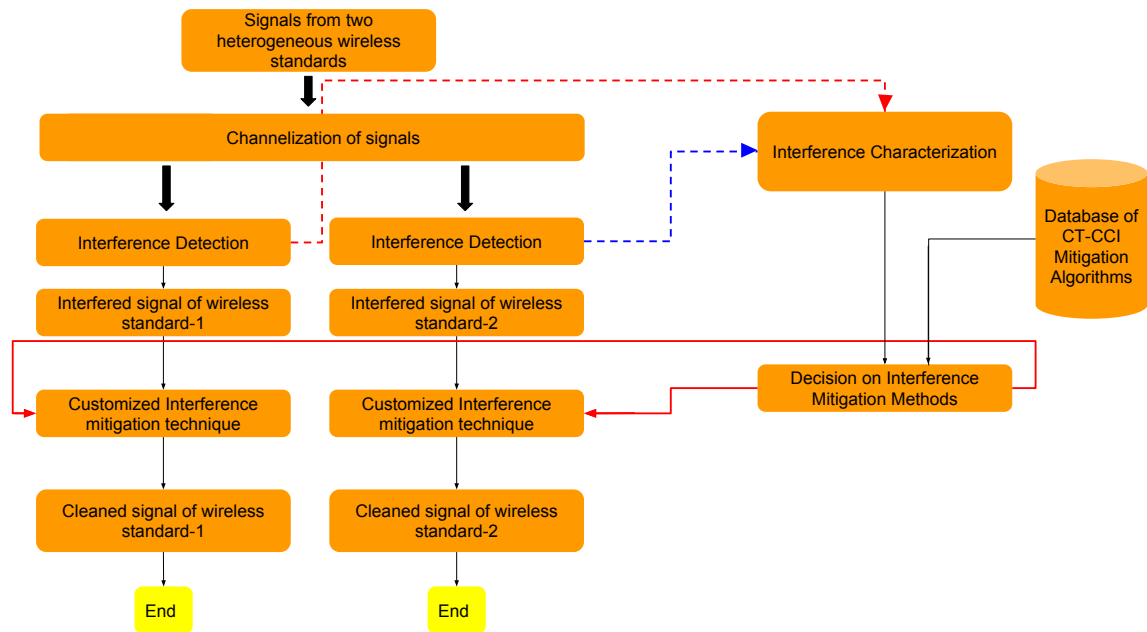 Signals from two
heterogeneous wireless
standards
Channelization of signals
Interference Characterization
Database of
CT-CCI
Mitigation
Algorithms
Interference Detection
Interference Detection
Interfered signal of wireless
standard-1
Interfered signal of wireless
standard-2
Decision on Interference
Mitigation Methods
Customized Interference
mitigation technique
Customized Interference
mitigation technique
Cleaned signal of wireless
standard-1
Cleaned signal of wireless
standard-2
End
End